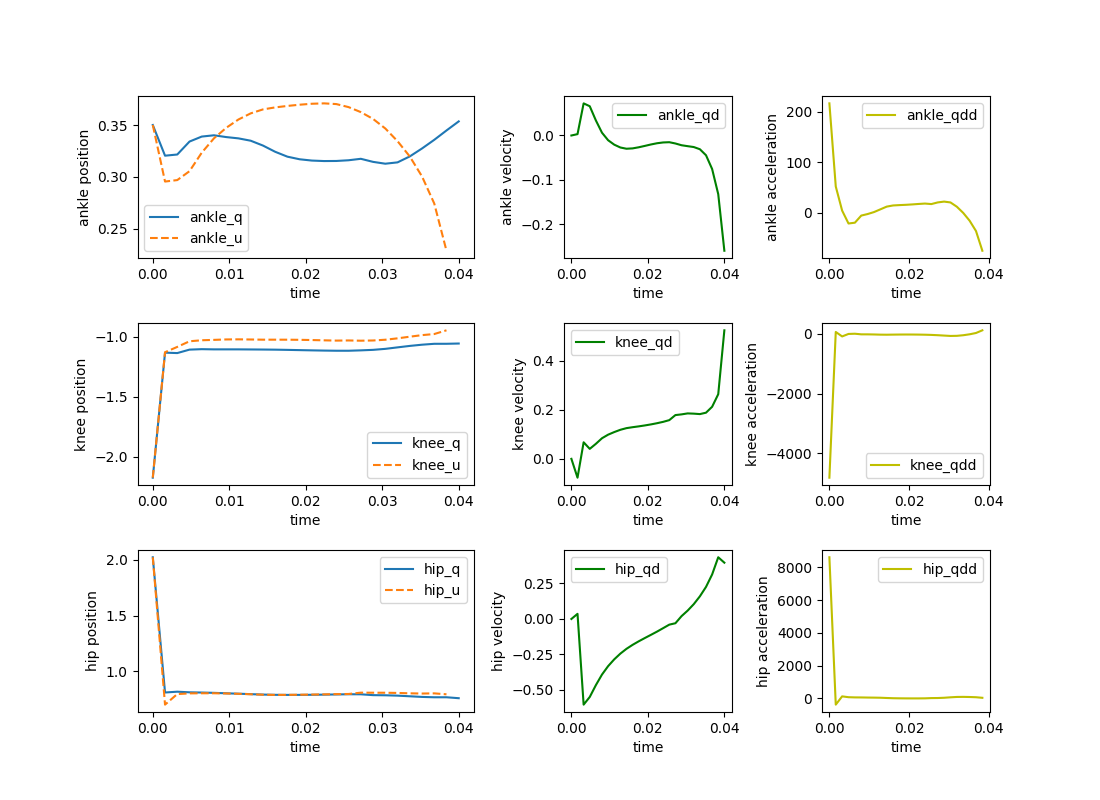 ankle position
0.35
0.30
0.25
ankle_q
ankle_u
0.00 0.01 0.02 0.03 0.04
time
ankle velocity
0.0
−0.1
−0.2
ankle_qd
0.00 0.02 0.04
time
ankle acceleration
200
100
0
ankle_qdd
0.00 0.02 0.04
time
knee position
−1.0
−1.5
−2.0
knee_q
knee_u
0.00 0.01 0.02 0.03 0.04
time
knee velocity
0.4
0.2
0.0
knee_qd
0.00 0.02 0.04
time
knee acceleration
0
−2000
−4000
knee_qdd
0.00 0.02 0.04
time
hip position
2.0
1.5
1.0
hip_q
hip_u
0.00 0.01 0.02 0.03 0.04
time
hip velocity
0.25
0.00
−0.25
−0.50
hip_qd
0.00 0.02 0.04
time
hip acceleration
8000
6000
4000
2000
0
hip_qdd
0.00 0.02 0.04
time